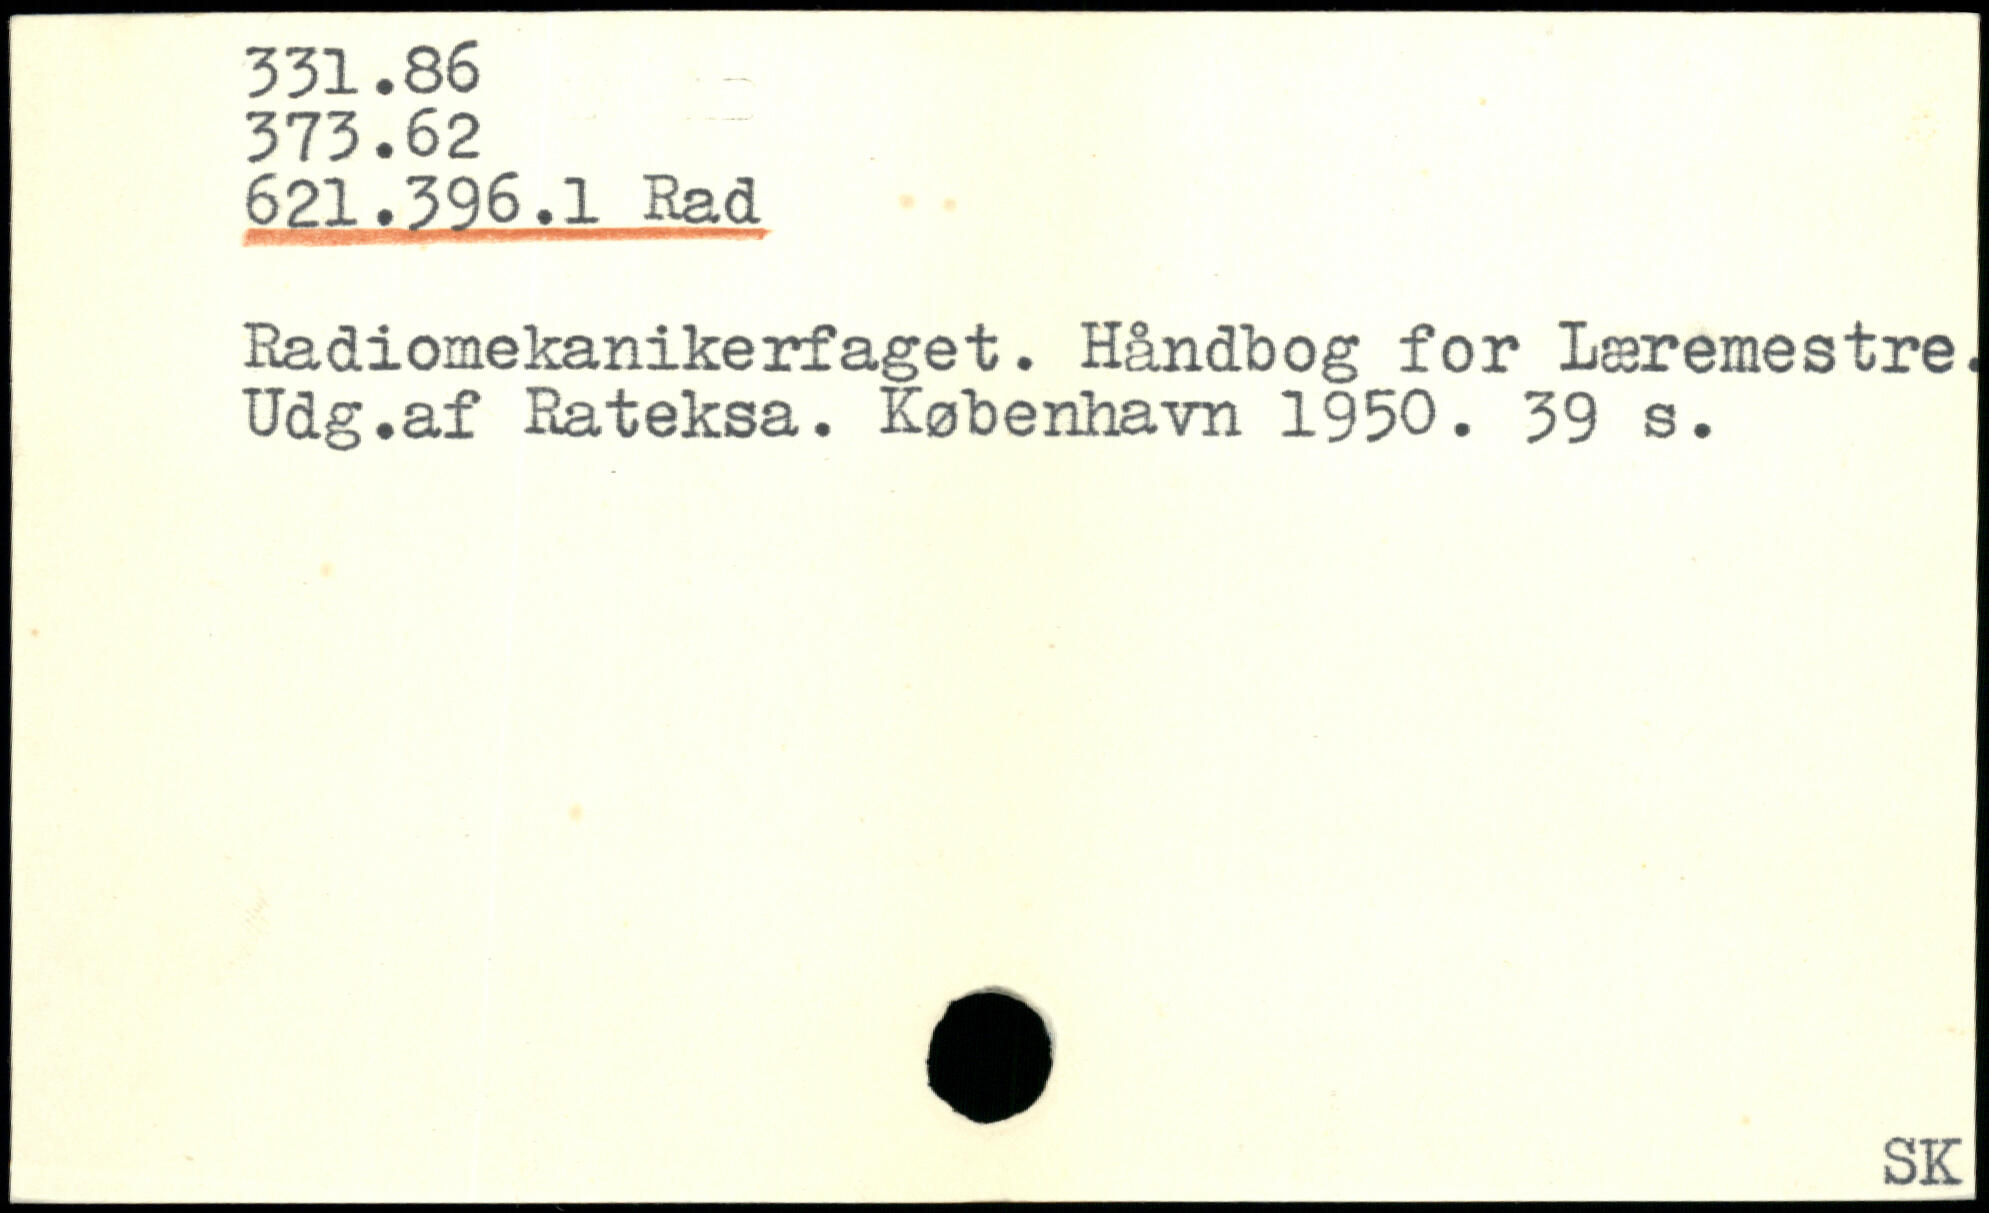 331.86
373.62
621.396.1 Rad
Radiomekanikerfaget. Håndbog for Læremestre.
Udg.af Rateksa. København 1950. 39 s.
SK